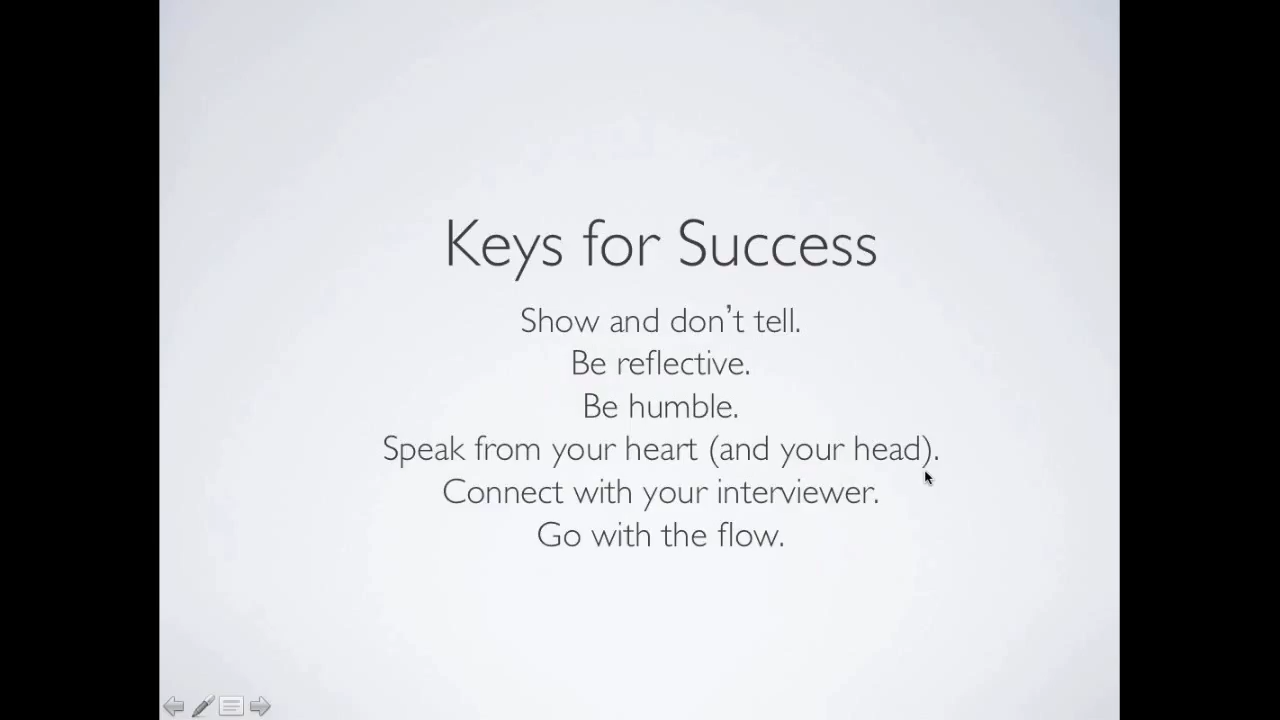 Keys for Success
Show and don't tell.
Be reflective.
Be humble.
Speak from your heart (and your head).
Connect with your interviewer.
Go with the flow.